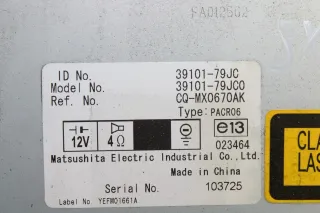 PA012502
ID No. 39101-79JC
Model No. 39101-79JC0
Ref. No. CQ-MX0670AK
Type: PACR06
12V 4Ω e13
023464
Matsushita Electric Industrial Co., Ltd.
Made in China
Serial No. 103725
Label No YEFM01661A
CLA
LAS